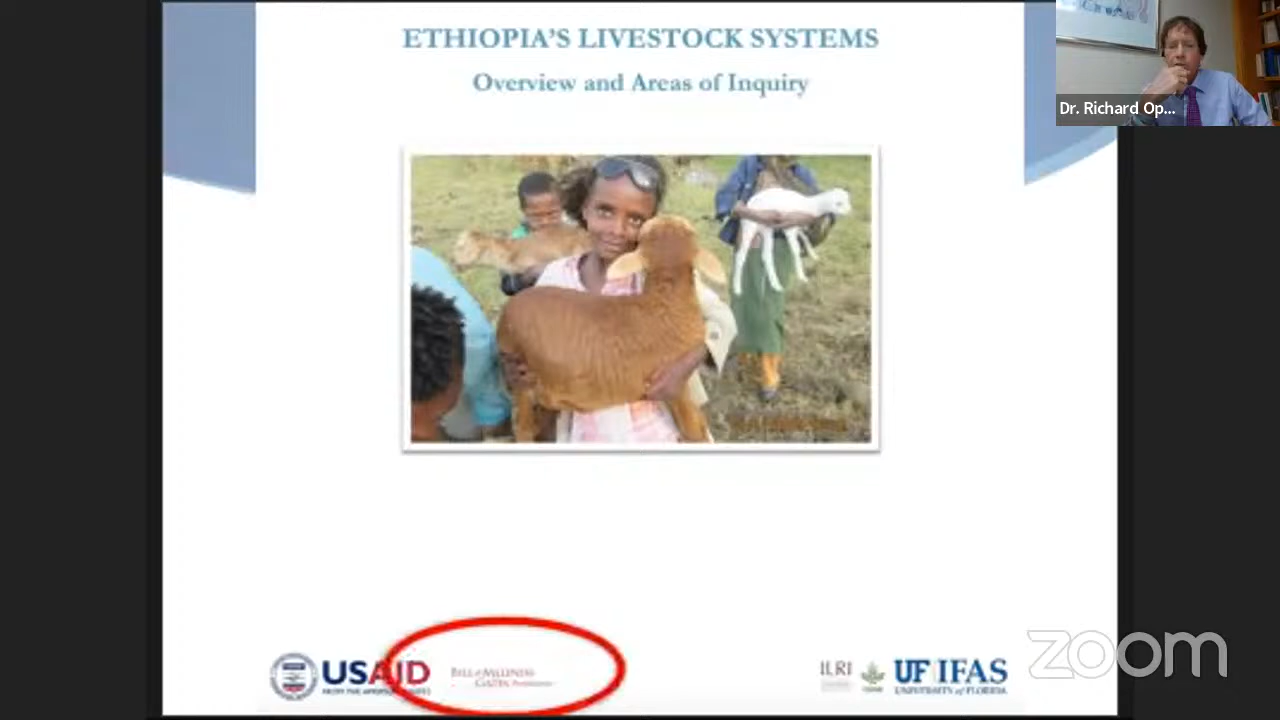 ETHIOPIA'S LIVESTOCK SYSTEMS
Overview and Areas of Inquiry
Dr. Richard Op...
USAID
BILL & MELINDA
GATES Foundation
ILRI
UF IFAS
UNIVERSITY of FLORIDA
zoom